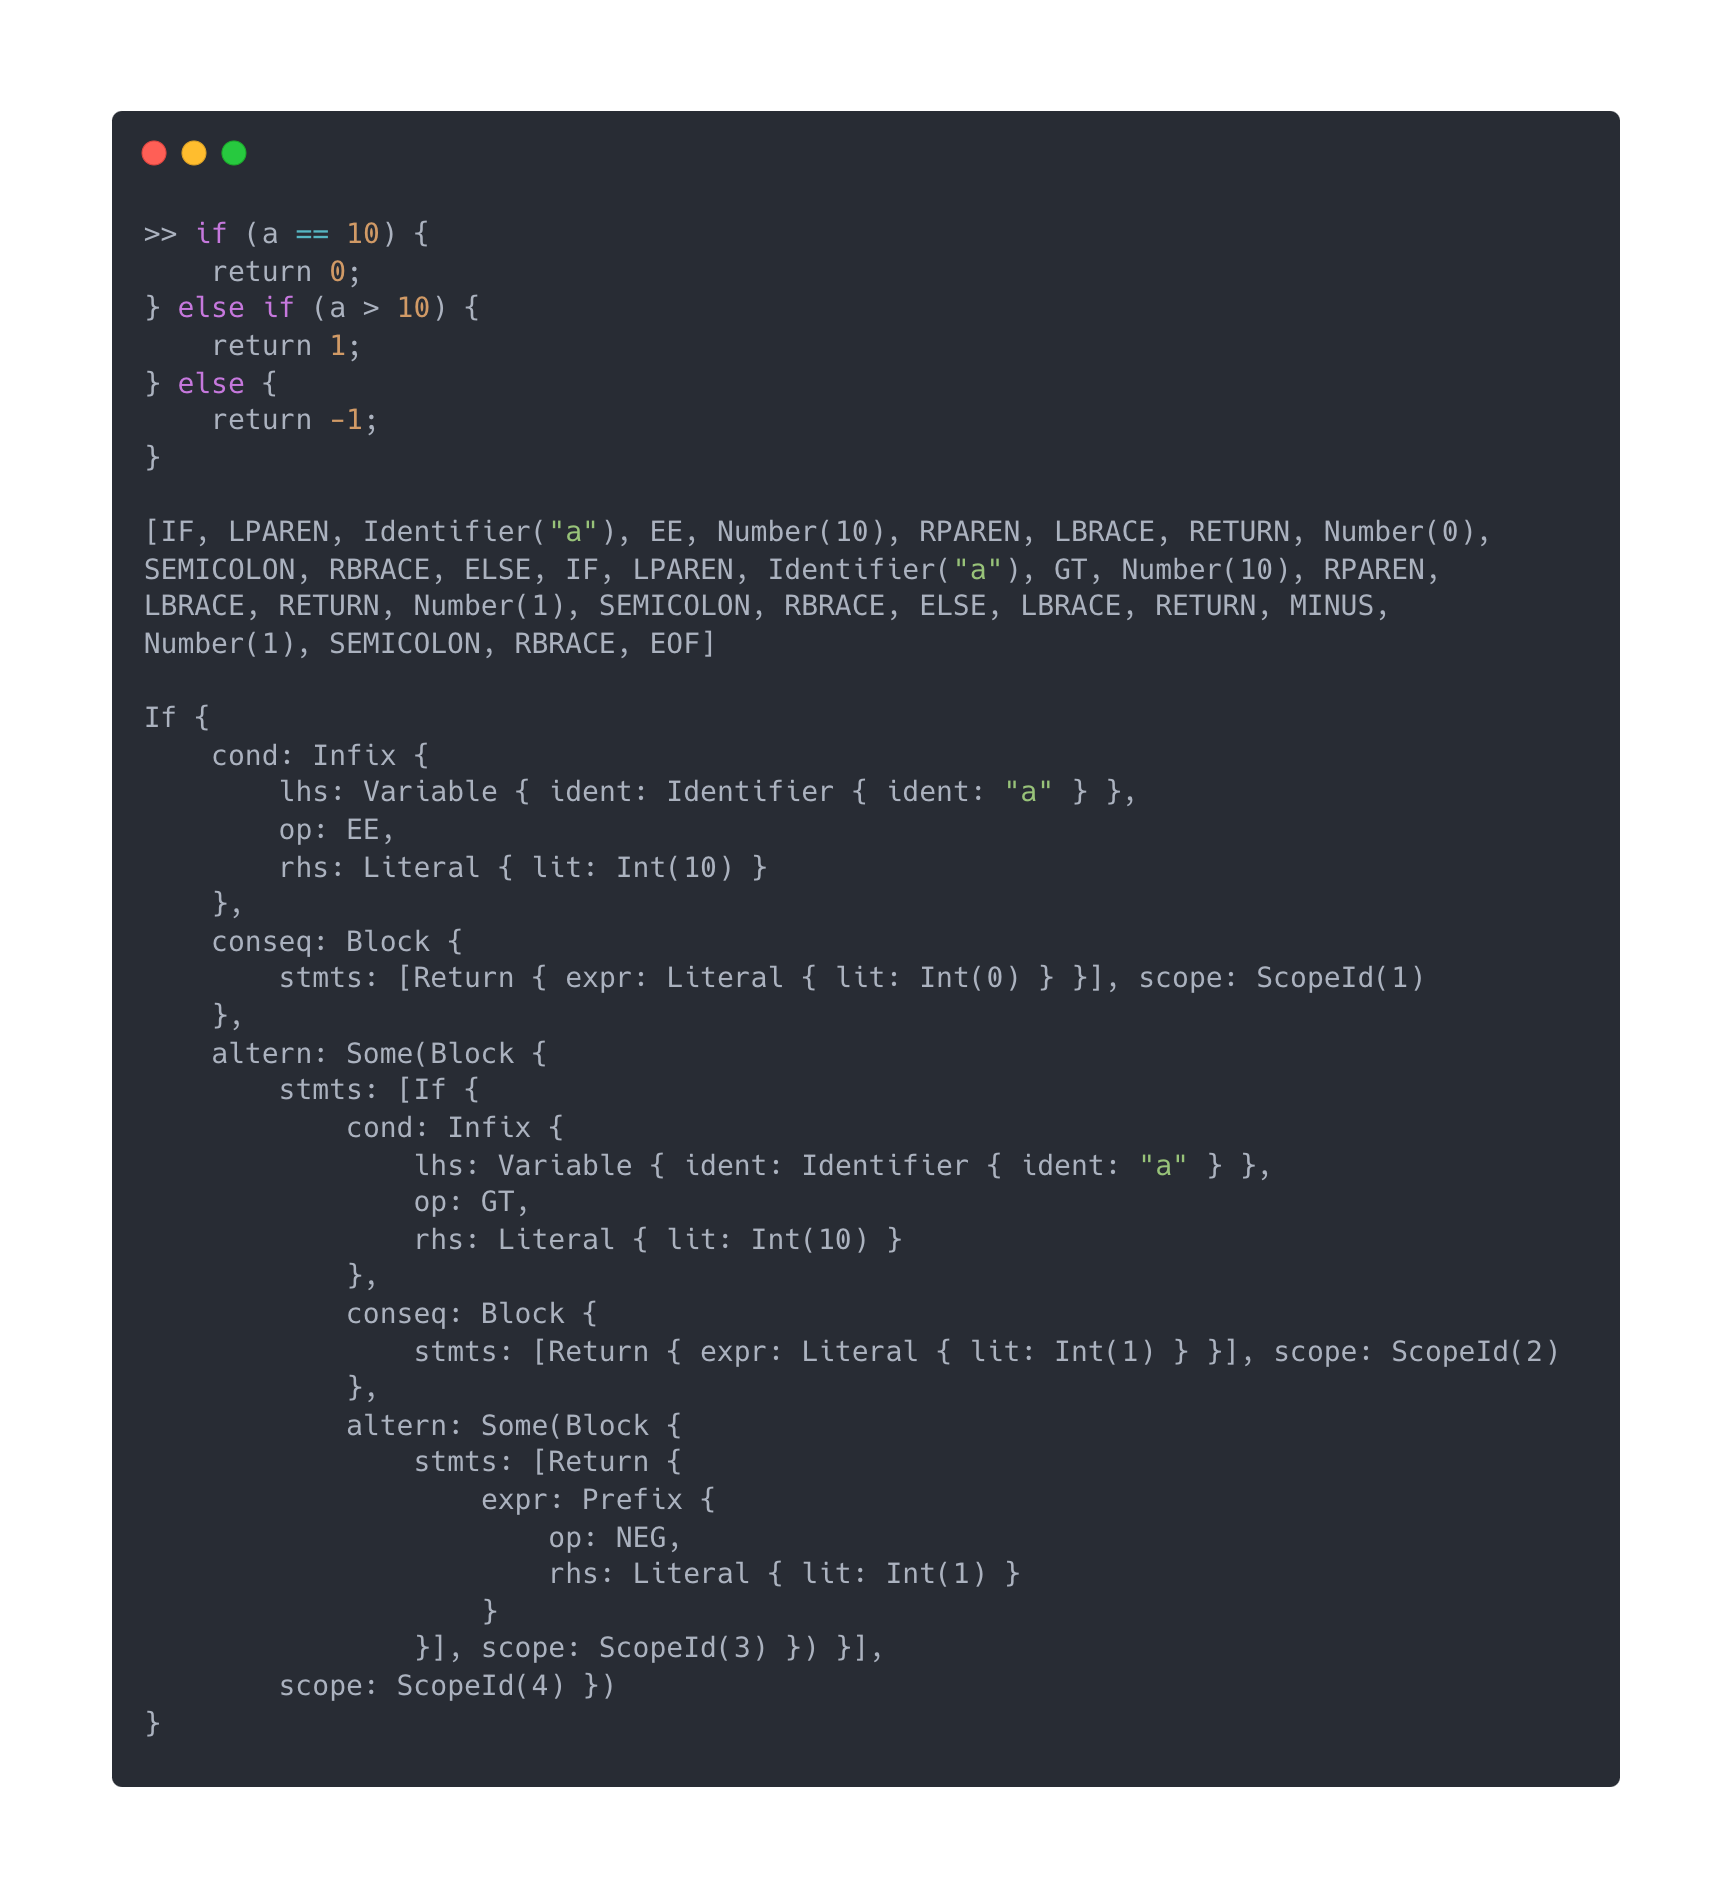 >> if (a == 10) {
    return 0;
} else if (a > 10) {
    return 1;
} else {
    return -1;
}

[IF, LPAREN, Identifier("a"), EE, Number(10), RPAREN, LBRACE, RETURN, Number(0),
SEMICOLON, RBRACE, ELSE, IF, LPAREN, Identifier("a"), GT, Number(10), RPAREN,
LBRACE, RETURN, Number(1), SEMICOLON, RBRACE, ELSE, LBRACE, RETURN, MINUS,
Number(1), SEMICOLON, RBRACE, EOF]

If {
    cond: Infix {
        lhs: Variable { ident: Identifier { ident: "a" } },
        op: EE,
        rhs: Literal { lit: Int(10) }
    },
    conseq: Block {
        stmts: [Return { expr: Literal { lit: Int(0) } }], scope: ScopeId(1)
    },
    altern: Some(Block {
        stmts: [If {
            cond: Infix {
                lhs: Variable { ident: Identifier { ident: "a" } },
                op: GT,
                rhs: Literal { lit: Int(10) }
            },
            conseq: Block {
                stmts: [Return { expr: Literal { lit: Int(1) } }], scope: ScopeId(2)
            },
            altern: Some(Block {
                stmts: [Return {
                    expr: Prefix {
                        op: NEG,
                        rhs: Literal { lit: Int(1) }
                    }
                }], scope: ScopeId(3) }) }],
        scope: ScopeId(4) })
}